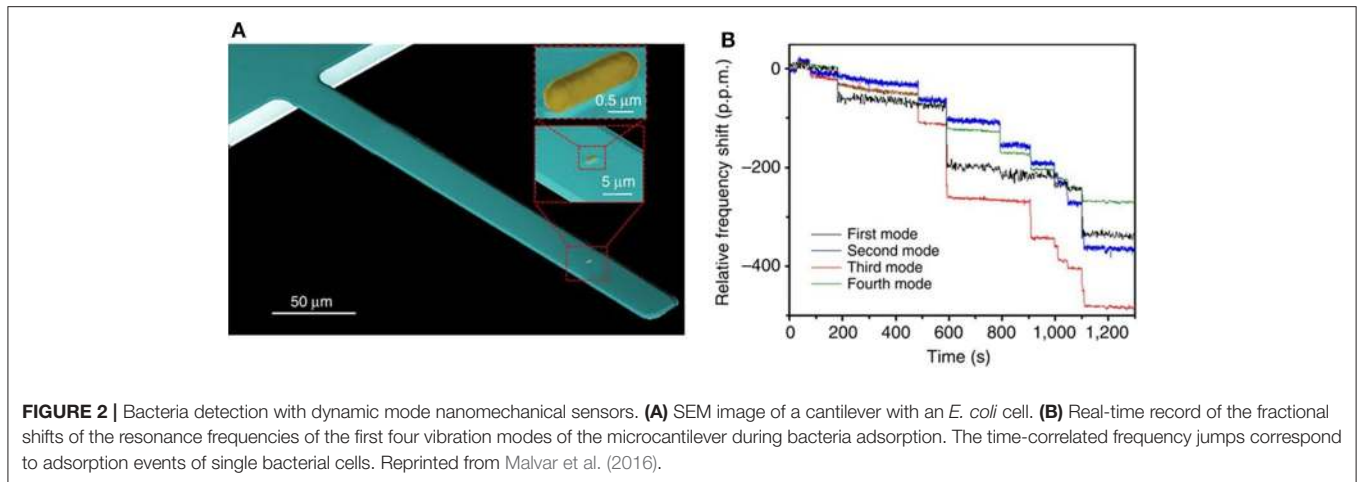 A
0.5 μm
5 μm
50 μm
B
Relative frequency shift (p.p.m.)
0
−200
−400
First mode
Second mode
Third mode
Fourth mode
0 200 400 600 800 1,000 1,200
Time (s)
FIGURE 2 | Bacteria detection with dynamic mode nanomechanical sensors. (A) SEM image of a cantilever with an E. coli cell. (B) Real-time record of the fractional
shifts of the resonance frequencies of the first four vibration modes of the microcantilever during bacteria adsorption. The time-correlated frequency jumps correspond
to adsorption events of single bacterial cells. Reprinted from Malvar et al. (2016).